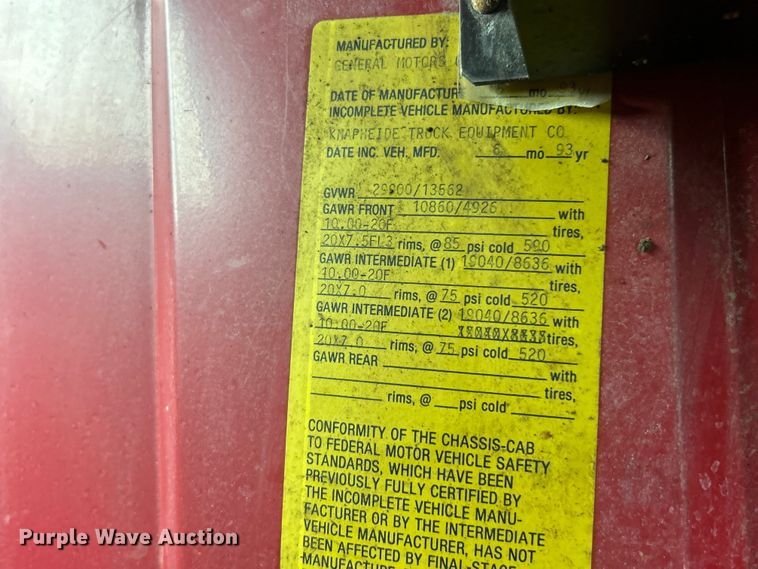 MANUFACTURED BY:
GENERAL MOTORS
DATE OF MANUFACTUR mo. 93 yr
INCOMPLETE VEHICLE MANUFACTURED BY:
KNAPHEIDE TRUCK EQUIPMENT CO
DATE INC. VEH. MFD. 6 mo 93 yr
GVWR 29900/13562
GAWR FRONT 10860/4926 with
10.00-20F tires,
20X7.5FL3 rims, @ 85 psi cold 590
GAWR INTERMEDIATE (1) 19040/8636 with
10.00-20F tires,
20X7.0 rims, @ 75 psi cold 520
GAWR INTERMEDIATE (2) 19040/8636 with
10.00-20F tires,
20X7.0 rims, @ 75 psi cold 520
GAWR REAR with
tires,
rims, @ psi cold
CONFORMITY OF THE CHASSIS-CAB
TO FEDERAL MOTOR VEHICLE SAFETY
STANDARDS, WHICH HAVE BEEN
PREVIOUSLY FULLY CERTIFIED BY
THE INCOMPLETE VEHICLE MANU-
FACTURER OR BY THE INTERMEDIATE
VEHICLE MANUFACTURER, HAS NOT
BEEN AFFECTED BY FINAL-STAGE
MANUFACTURE
Purple Wave Auction